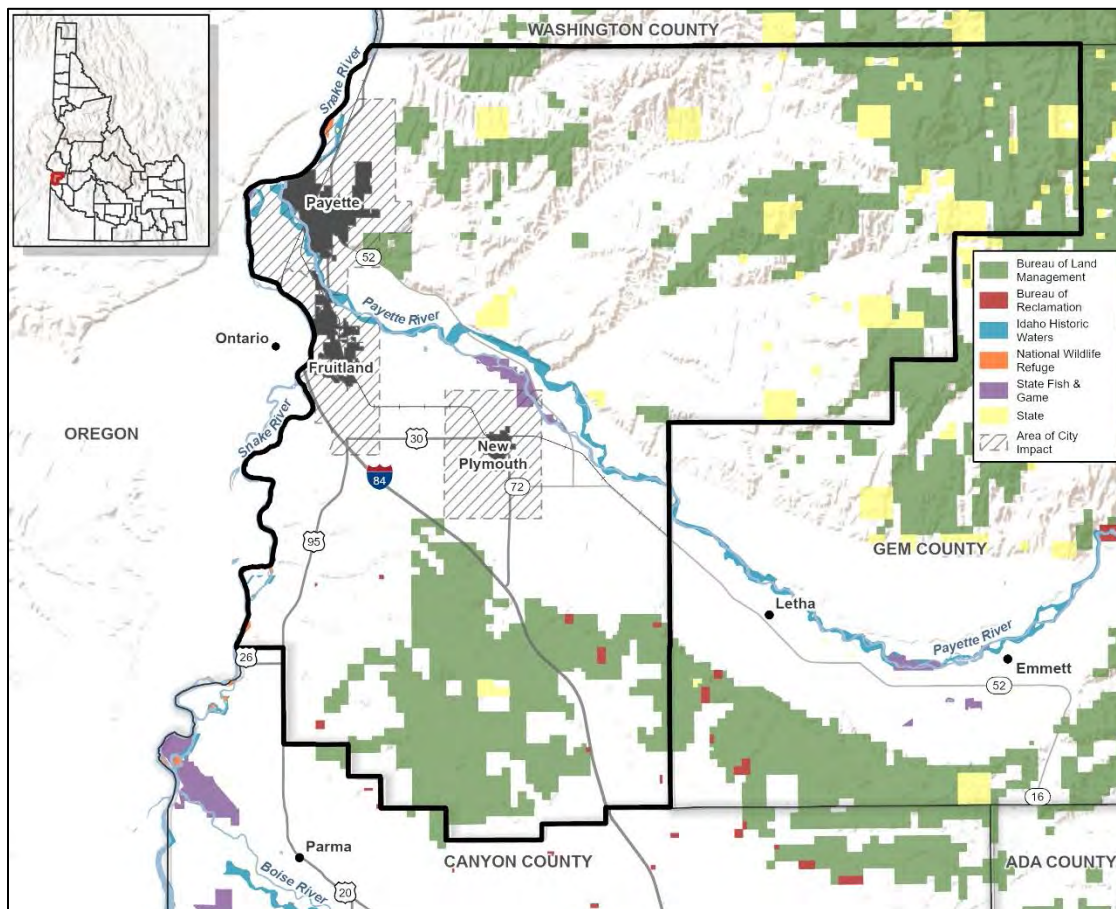 WASHINGTON COUNTY
Snake River
Payette
52
Payette River
Ontario
Fruitland
Snake River
OREGON
30
New
Plymouth
84
72
95
GEM COUNTY
Letha
Payette River
Emmett
26
52
16
Parma
CANYON COUNTY
ADA COUNTY
Boise River
20
Bureau of Land
Management
Bureau of
Reclamation
Idaho Historic
Waters
National Wildlife
Refuge
State Fish &
Game
State
Area of City
Impact